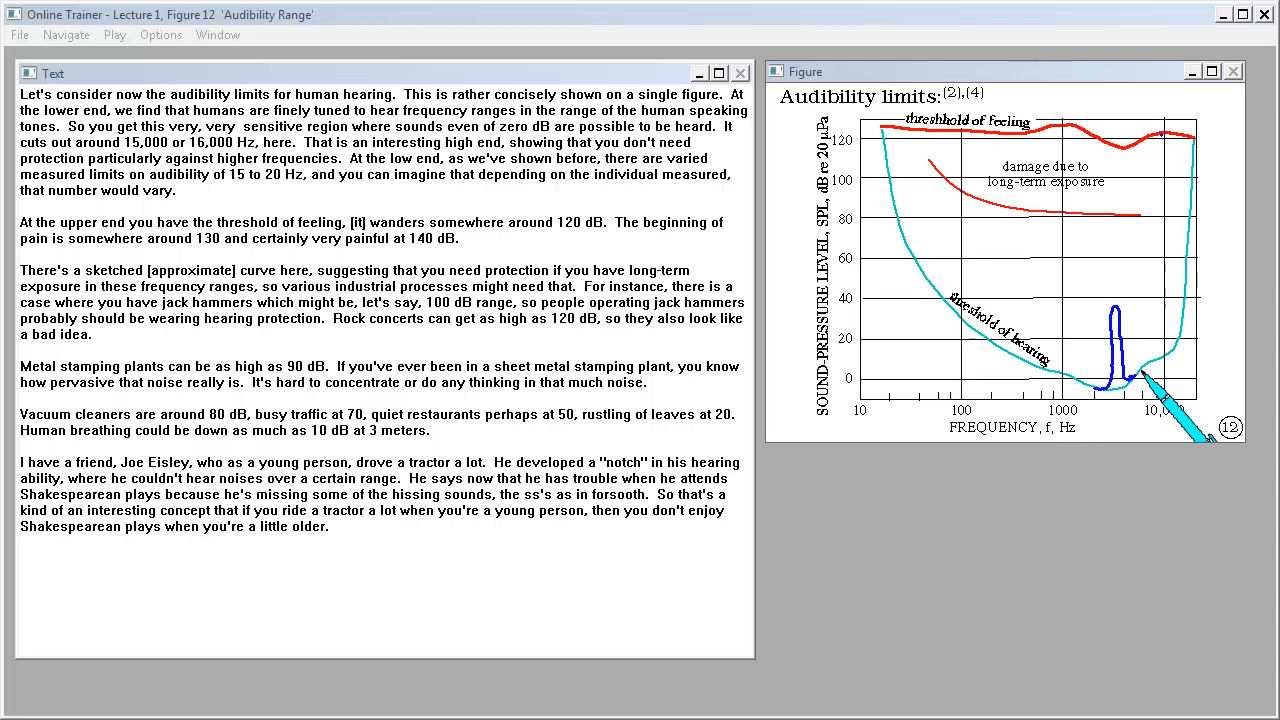 Online Trainer - Lecture 1, Figure 12 'Audibility Range'
File Navigate Play Options Window
Text
Let's consider now the audibility limits for human hearing. This is rather concisely shown on a single figure. At
the lower end, we find that humans are finely tuned to hear frequency ranges in the range of the human speaking
tones. So you get this very, very sensitive region where sounds even of zero dB are possible to be heard. It
cuts out around 15,000 or 16,000 Hz, here. That is an interesting high end, showing that you don't need
protection particularly against higher frequencies. At the low end, as we've shown before, there are varied
measured limits on audibility of 15 to 20 Hz, and you can imagine that depending on the individual measured,
that number would vary.
At the upper end you have the threshold of feeling, [it] wanders somewhere around 120 dB. The beginning of
pain is somewhere around 130 and certainly very painful at 140 dB.
There's a sketched [approximate] curve here, suggesting that you need protection if you have long-term
exposure in these frequency ranges, so various industrial processes might need that. For instance, there is a
case where you have jack hammers which might be, let's say, 100 dB range, so people operating jack hammers
probably should be wearing hearing protection. Rock concerts can get as high as 120 dB, so they also look like
a bad idea.
Metal stamping plants can be as high as 90 dB. If you've ever been in a sheet metal stamping plant, you know
how pervasive that noise really is. It's hard to concentrate or do any thinking in that much noise.
Vacuum cleaners are around 80 dB, busy traffic at 70, quiet restaurants perhaps at 50, rustling of leaves at 20.
Human breathing could be down as much as 10 dB at 3 meters.
I have a friend, Joe Eisley, who as a young person, drove a tractor a lot. He developed a "notch" in his hearing
ability, where he couldn't hear noises over a certain range. He says now that he has trouble when he attends
Shakespearean plays because he's missing some of the hissing sounds, the ss's as in forsooth. So that's a
kind of an interesting concept that if you ride a tractor a lot when you're a young person, then you don't enjoy
Shakespearean plays when you're a little older.
Figure
Audibility limits:(2),(4)
threshhold of feeling
damage due to
long-term exposure
threshold of hearing
SOUND-PRESSURE LEVEL, SPL, dB re 20 µPa
120
100
80
60
40
20
0
10 100 1000
FREQUENCY, f, Hz
12